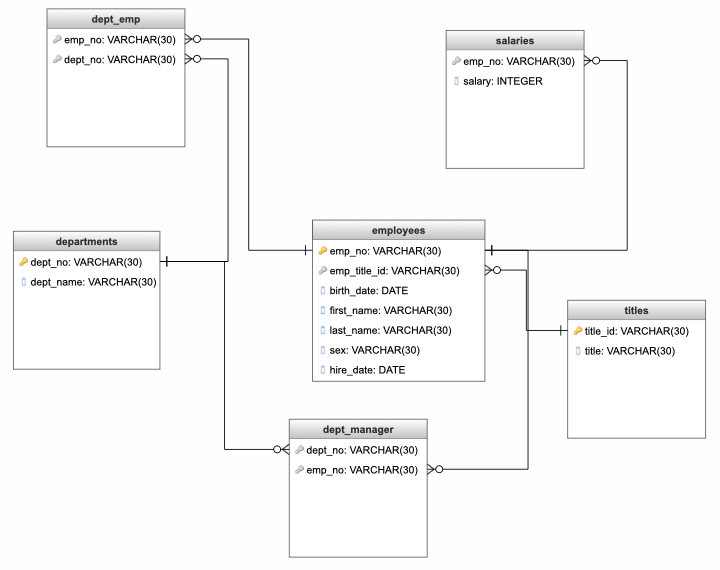 dept_emp
emp_no: VARCHAR(30)
dept_no: VARCHAR(30)
salaries
emp_no: VARCHAR(30)
salary: INTEGER
departments
dept_no: VARCHAR(30)
dept_name: VARCHAR(30)
employees
emp_no: VARCHAR(30)
emp_title_id: VARCHAR(30)
birth_date: DATE
first_name: VARCHAR(30)
last_name: VARCHAR(30)
sex: VARCHAR(30)
hire_date: DATE
titles
title_id: VARCHAR(30)
title: VARCHAR(30)
dept_manager
dept_no: VARCHAR(30)
emp_no: VARCHAR(30)